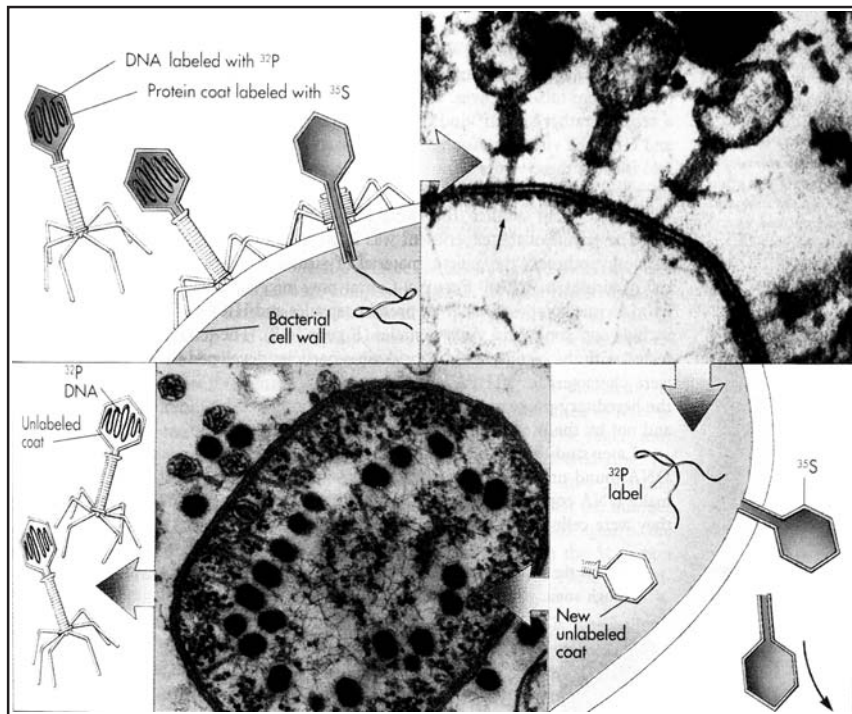 DNA labeled with ³²P
Protein coat labeled with ³⁵S
Bacterial
cell wall
³²P
DNA
Unlabeled
coat
³²P
label
³⁵S
New
unlabeled
coat